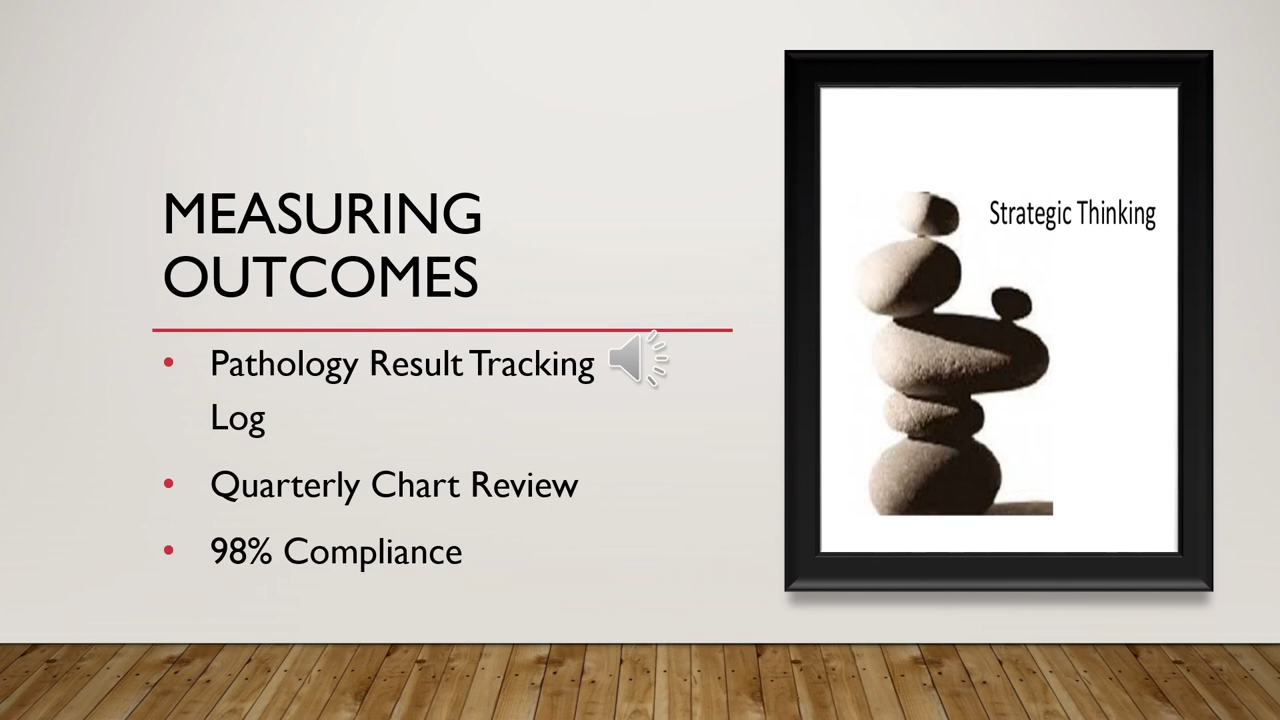 MEASURING
OUTCOMES
• Pathology Result Tracking
Log
• Quarterly Chart Review
• 98% Compliance
Strategic Thinking